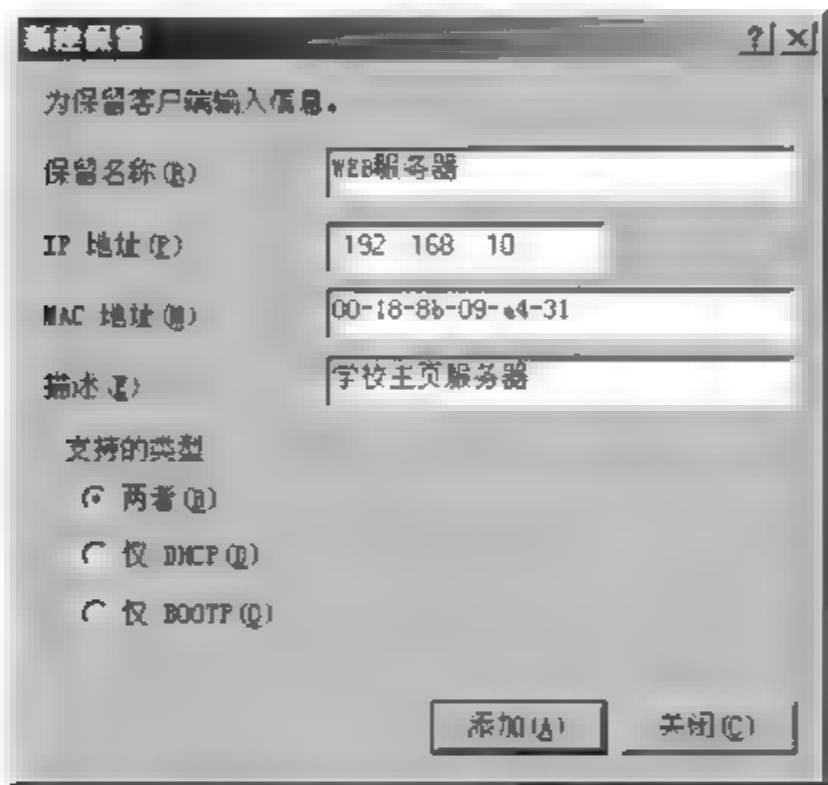 新建保留
为保留客户端输入信息。
保留名称(R) WEB服务器
IP 地址(P) 192 168 10
MAC 地址(M) 00-18-8b-09-a4-31
描述(E) 学校主页服务器
支持的类型
两者(B)
仅 DHCP(D)
仅 BOOTP(O)
添加(A) 关闭(C)